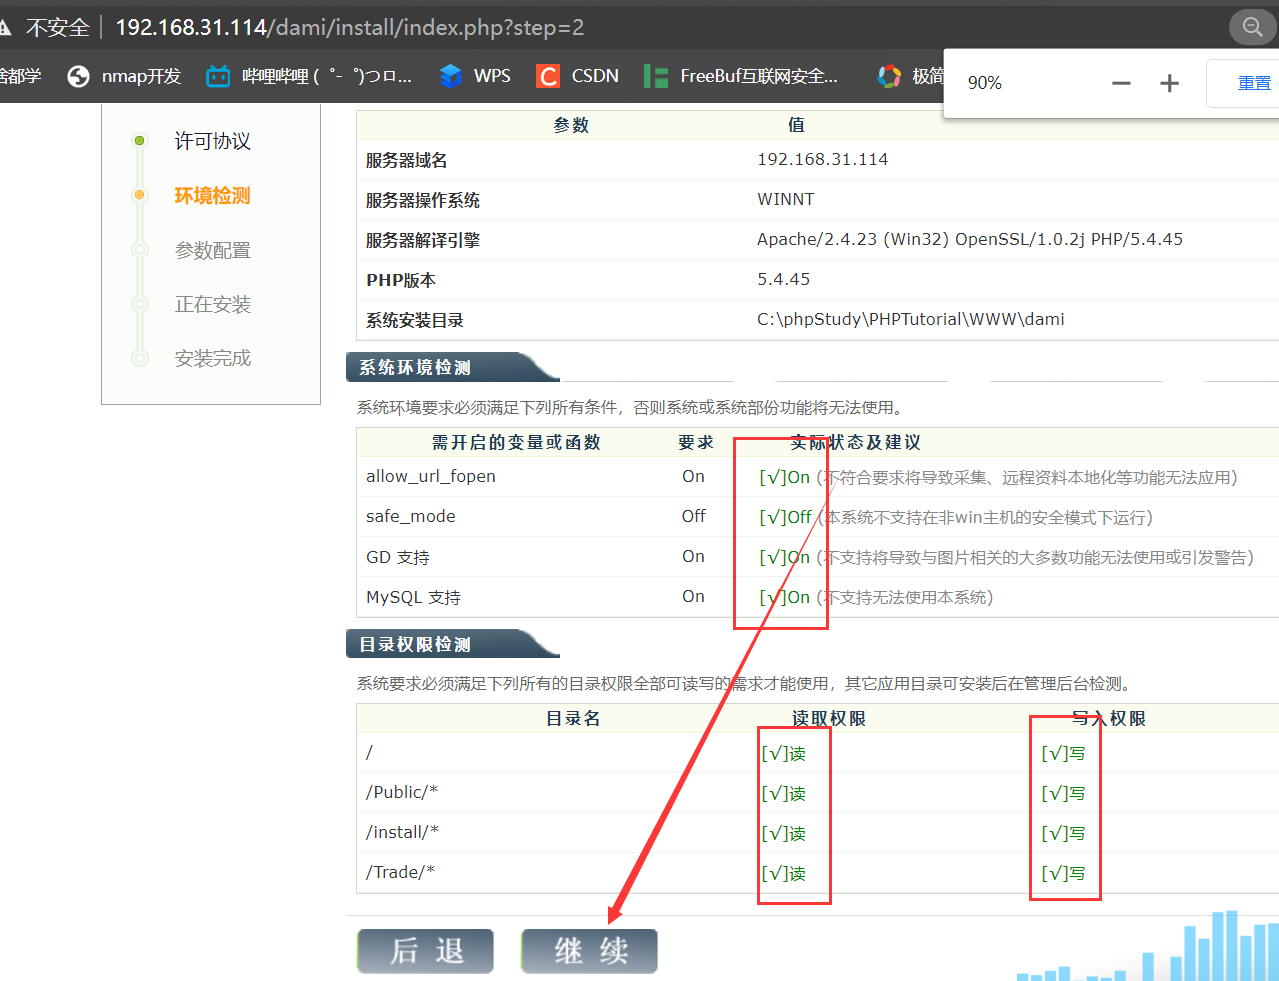 不安全 192.168.31.114/dami/install/index.php?step=2
啥都学 nmap开发 哔哩哔哩 ( ゜- ゜)つロ... WPS CSDN FreeBuf互联网安全... 极简
90% — + 重置
许可协议
环境检测
参数配置
正在安装
安装完成
参数 值
服务器域名 192.168.31.114
服务器操作系统 WINNT
服务器解译引擎 Apache/2.4.23 (Win32) OpenSSL/1.0.2j PHP/5.4.45
PHP版本 5.4.45
系统安装目录 C:\phpStudy\PHPTutorial\WWW\dami
系统环境检测
系统环境要求必须满足下列所有条件，否则系统或系统部份功能将无法使用。
需开启的变量或函数 要求 实际状态及建议
allow_url_fopen On [√]On (不符合要求将导致采集、远程资料本地化等功能无法应用)
safe_mode Off [√]Off (本系统不支持在非win主机的安全模式下运行)
GD 支持 On [√]On (不支持将导致与图片相关的大多数功能无法使用或引发警告)
MySQL 支持 On [√]On (不支持无法使用本系统)
目录权限检测
系统要求必须满足下列所有的目录权限全部可读写的需求才能使用，其它应用目录可安装后在管理后台检测。
目录名 读取权限 写入权限
/ [√]读 [√]写
/Public/* [√]读 [√]写
/install/* [√]读 [√]写
/Trade/* [√]读 [√]写
后退 继续